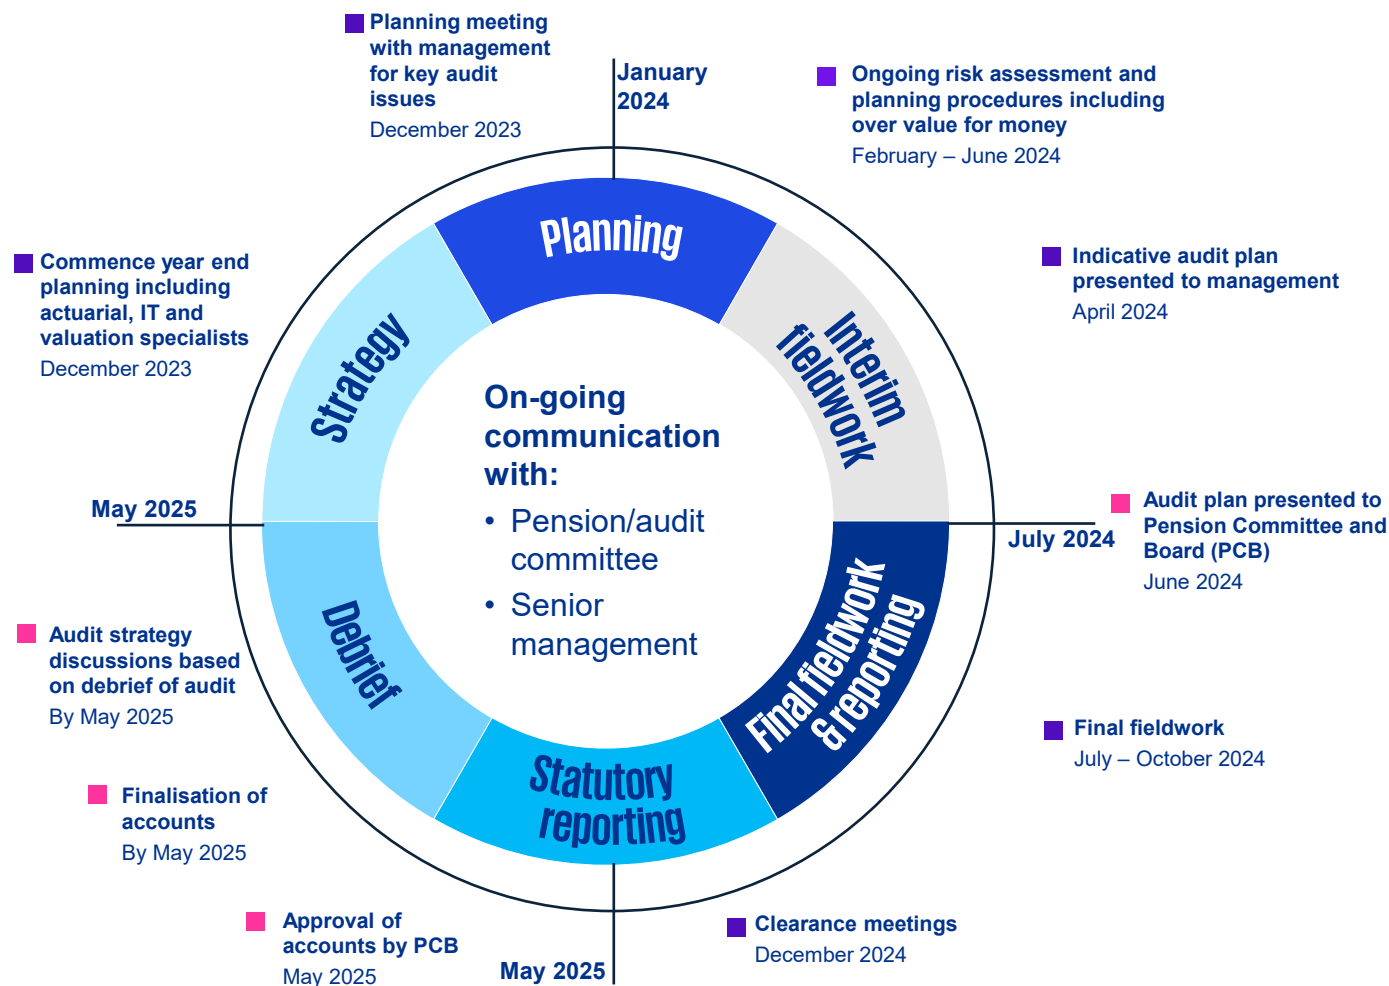 Planning meeting
with management
for key audit
issues
December 2023
January
2024
Ongoing risk assessment and
planning procedures including
over value for money
February – June 2024
Commence year end
planning including
actuarial, IT and
valuation specialists
December 2023
Indicative audit plan
presented to management
April 2024
Planning
Strategy
Interim
fieldwork
On-going
communication
with:
• Pension/audit
committee
• Senior
management
May 2025
July 2024
Audit plan presented to
Pension Committee and
Board (PCB)
June 2024
Debrief
Final fieldwork
& reporting
Statutory
reporting
Audit strategy
discussions based
on debrief of audit
By May 2025
Final fieldwork
July – October 2024
Finalisation of
accounts
By May 2025
Approval of
accounts by PCB
May 2025
May 2025
Clearance meetings
December 2024